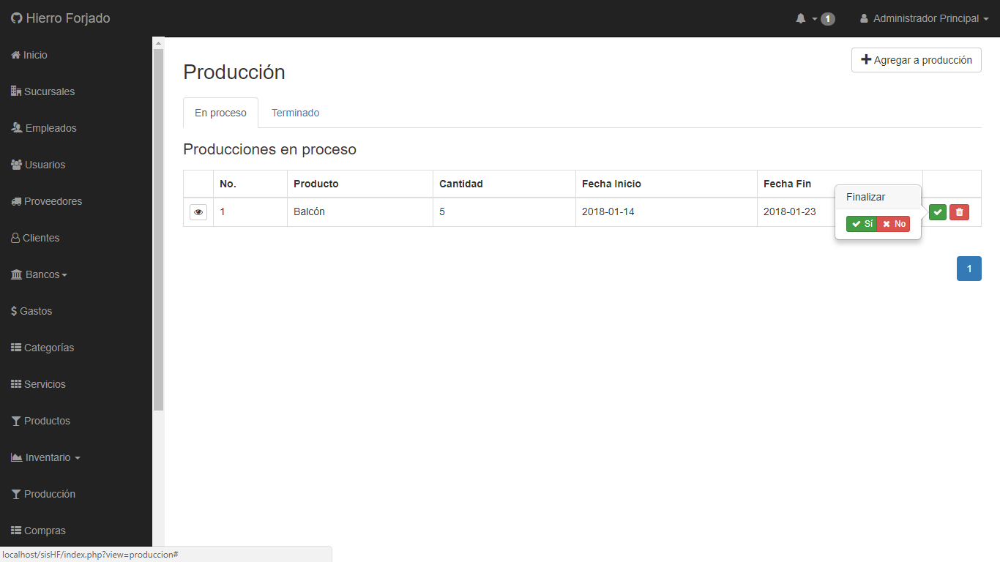 Hierro Forjado
1
Administrador Principal
Inicio
Sucursales
Empleados
Usuarios
Proveedores
Clientes
Bancos
$ Gastos
Categorías
Servicios
Productos
Inventario
Producción
Compras
Producción
Agregar a producción
En proceso
Terminado
Producciones en proceso
No.
Producto
Cantidad
Fecha Inicio
Fecha Fin
1
Balcón
5
2018-01-14
2018-01-23
Finalizar
Sí
No
1
localhost/sisHF/index.php?view=produccion#